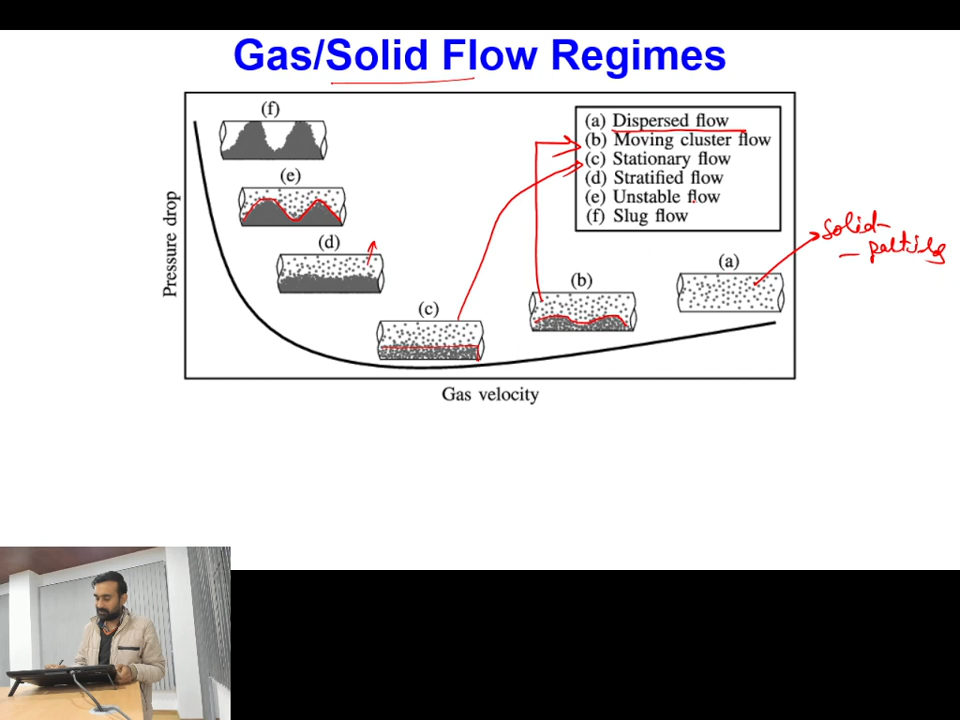 Gas/Solid Flow Regimes
(f)
(a) Dispersed flow
(b) Moving cluster flow
(c) Stationary flow
(d) Stratified flow
(e) Unstable flow
(f) Slug flow
(e)
(d)
(c)
(b)
(a)
Solid-
Pressure drop
Gas velocity